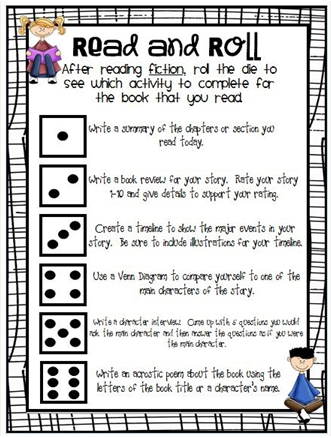 Read and Roll
After reading fiction, roll the die to
see which activity to complete for
the book that you read.
Write a summary of the chapters or section you
read today.
Write a book review for your story. Rate your story
1-10 and give details to support your rating.
Create a timeline to show the major events in your
story. Be sure to include illustrations for your timeline.
Use a Venn Diagram to compare yourself to one of the
main characters of the story.
Write a character interview. Come up with 5 questions you would
ask the main character and then answer the questions as if you were
the main character.
Write an acrostic poem about the book using the
letters of the book title or a character's name.